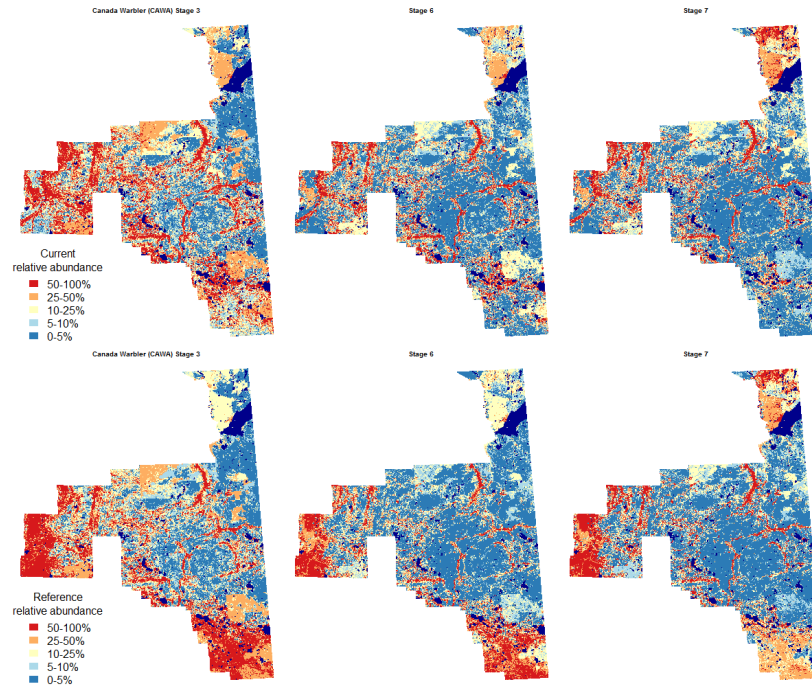 Canada Warbler (CAWA) Stage 3
Stage 6
Stage 7
Current
relative abundance
50-100%
25-50%
10-25%
5-10%
0-5%
Canada Warbler (CAWA) Stage 3
Stage 6
Stage 7
Reference
relative abundance
50-100%
25-50%
10-25%
5-10%
0-5%